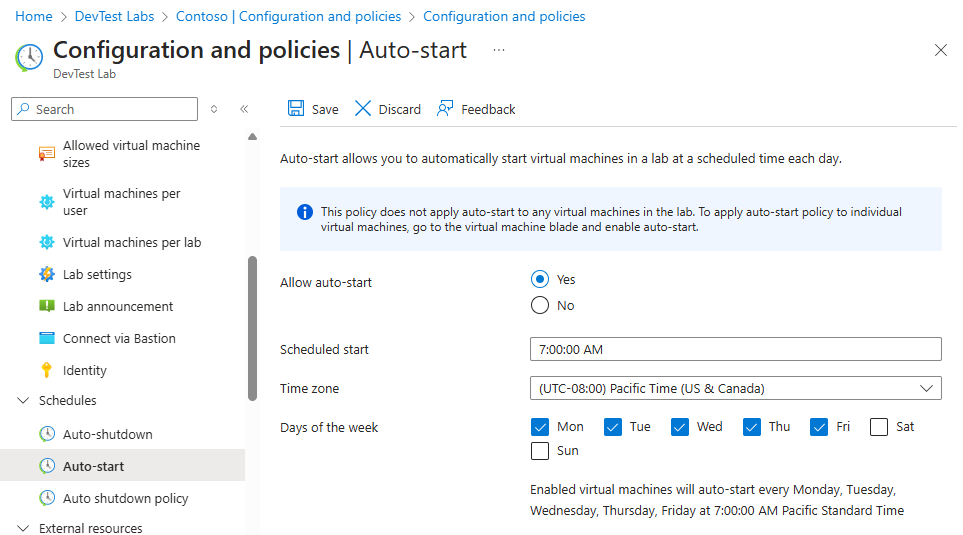 Home > DevTest Labs > Contoso | Configuration and policies > Configuration and policies
Configuration and policies | Auto-start ...
DevTest Lab
Search
Save Discard Feedback
Allowed virtual machine
sizes
Virtual machines per
user
Virtual machines per lab
Lab settings
Lab announcement
Connect via Bastion
Identity
Schedules
Auto-shutdown
Auto-start
Auto shutdown policy
External resources
Auto-start allows you to automatically start virtual machines in a lab at a scheduled time each day.
This policy does not apply auto-start to any virtual machines in the lab. To apply auto-start policy to individual
virtual machines, go to the virtual machine blade and enable auto-start.
Allow auto-start
Yes
No
Scheduled start
7:00:00 AM
Time zone
(UTC-08:00) Pacific Time (US & Canada)
Days of the week
Mon Tue Wed Thu Fri Sat
Sun
Enabled virtual machines will auto-start every Monday, Tuesday,
Wednesday, Thursday, Friday at 7:00:00 AM Pacific Standard Time